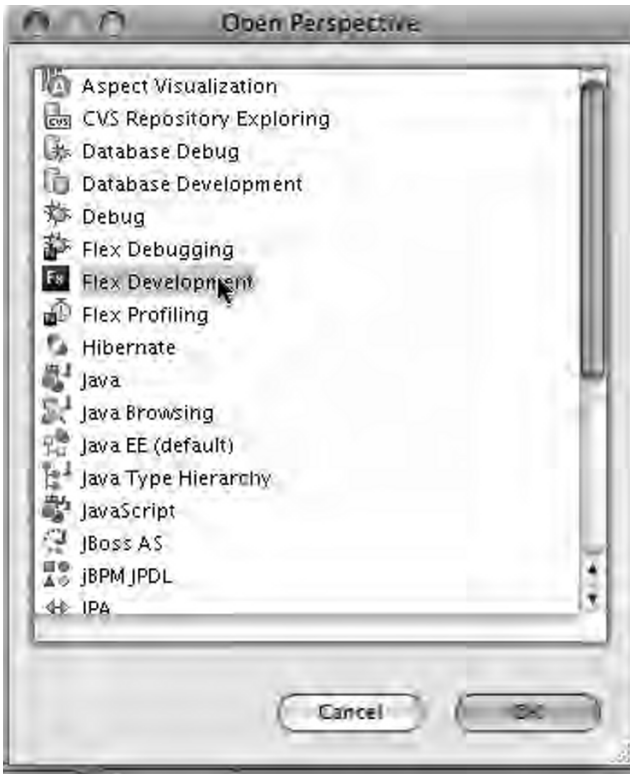 Open Perspective
Aspect Visualization
CVS Repository Exploring
Database Debug
Database Development
Debug
Flex Debugging
Flex Development
Flex Profiling
Hibernate
Java
Java Browsing
Java EE (default)
Java Type Hierarchy
JavaScript
JBoss AS
jBPM JPDL
JPA
Cancel
OK